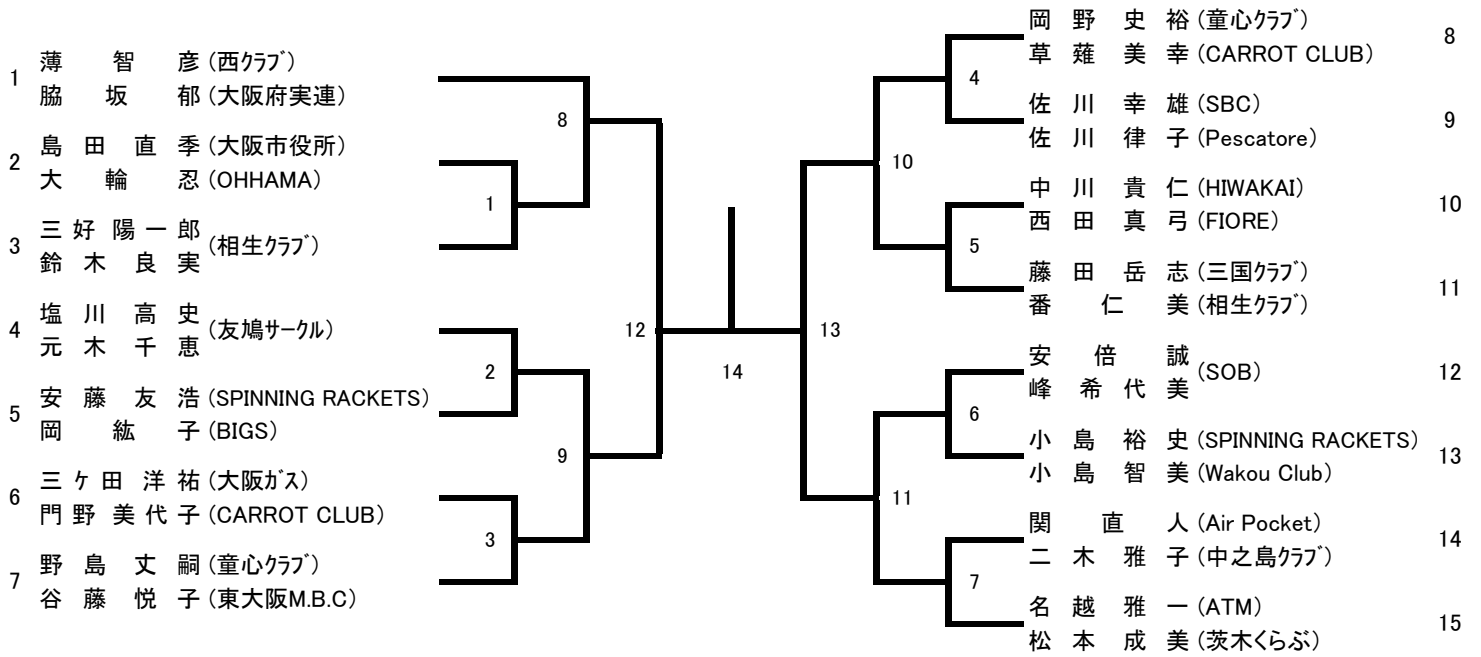 1 薄智彦 (西クラブ)
脇坂郁 (大阪府実連)
2 島田直季 (大阪市役所)
大輪忍 (OHHAMA)
3 三好陽一郎 (相生クラブ)
鈴木良実
4 塩川高史 (友鳩サークル)
元木千恵
5 安藤友浩 (SPINNING RACKETS)
岡紘子 (BIGS)
6 三ケ田洋祐 (大阪ガス)
門野美代子 (CARROT CLUB)
7 野島丈嗣 (童心クラブ)
谷藤悦子 (東大阪M.B.C)
8
1
2
9
3
12
14
13
10
4
5
11
6
7
岡野史裕 (童心クラブ) 8
草薙美幸 (CARROT CLUB)
佐川幸雄 (SBC) 9
佐川律子 (Pescatore)
中川貴仁 (HIWAKAI) 10
西田真弓 (FIORE)
藤田岳志 (三国クラブ) 11
番仁美 (相生クラブ)
安倍誠 (SOB) 12
峰希代美
小島裕史 (SPINNING RACKETS) 13
小島智美 (Wakou Club)
関直人 (Air Pocket) 14
二木雅子 (中之島クラブ)
名越雅一 (ATM) 15
松本成美 (茨木くらぶ)